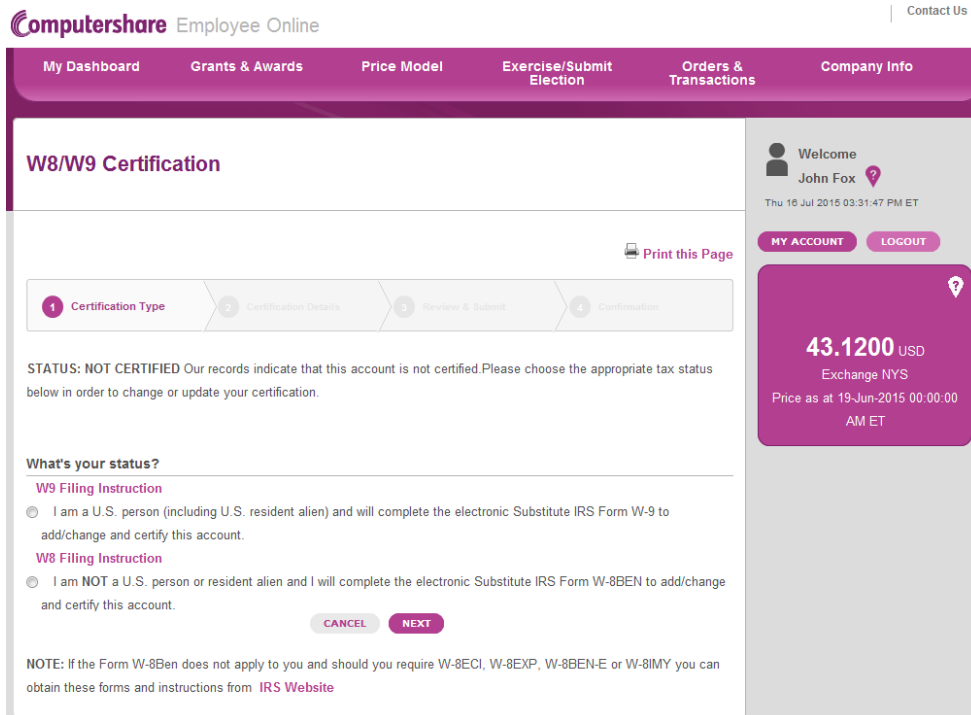 Computershare Employee Online
Contact Us
My Dashboard
Grants & Awards
Price Model
Exercise/Submit
Election
Orders &
Transactions
Company Info
W8/W9 Certification
Welcome
John Fox ?
Thu 16 Jul 2015 03:31:47 PM ET
MY ACCOUNT LOGOUT
Print this Page
1 Certification Type 2 Certification Details 3 Review & Submit 4 Confirmation
?
43.1200 USD
Exchange NYS
Price as at 19-Jun-2015 00:00:00
AM ET
STATUS: NOT CERTIFIED Our records indicate that this account is not certified.Please choose the appropriate tax status
below in order to change or update your certification.
What's your status?
W9 Filing Instruction
I am a U.S. person (including U.S. resident alien) and will complete the electronic Substitute IRS Form W-9 to
add/change and certify this account.
W8 Filing Instruction
I am NOT a U.S. person or resident alien and I will complete the electronic Substitute IRS Form W-8BEN to add/change
and certify this account.
CANCEL NEXT
NOTE: If the Form W-8Ben does not apply to you and should you require W-8ECI, W-8EXP, W-8BEN-E or W-8IMY you can
obtain these forms and instructions from IRS Website